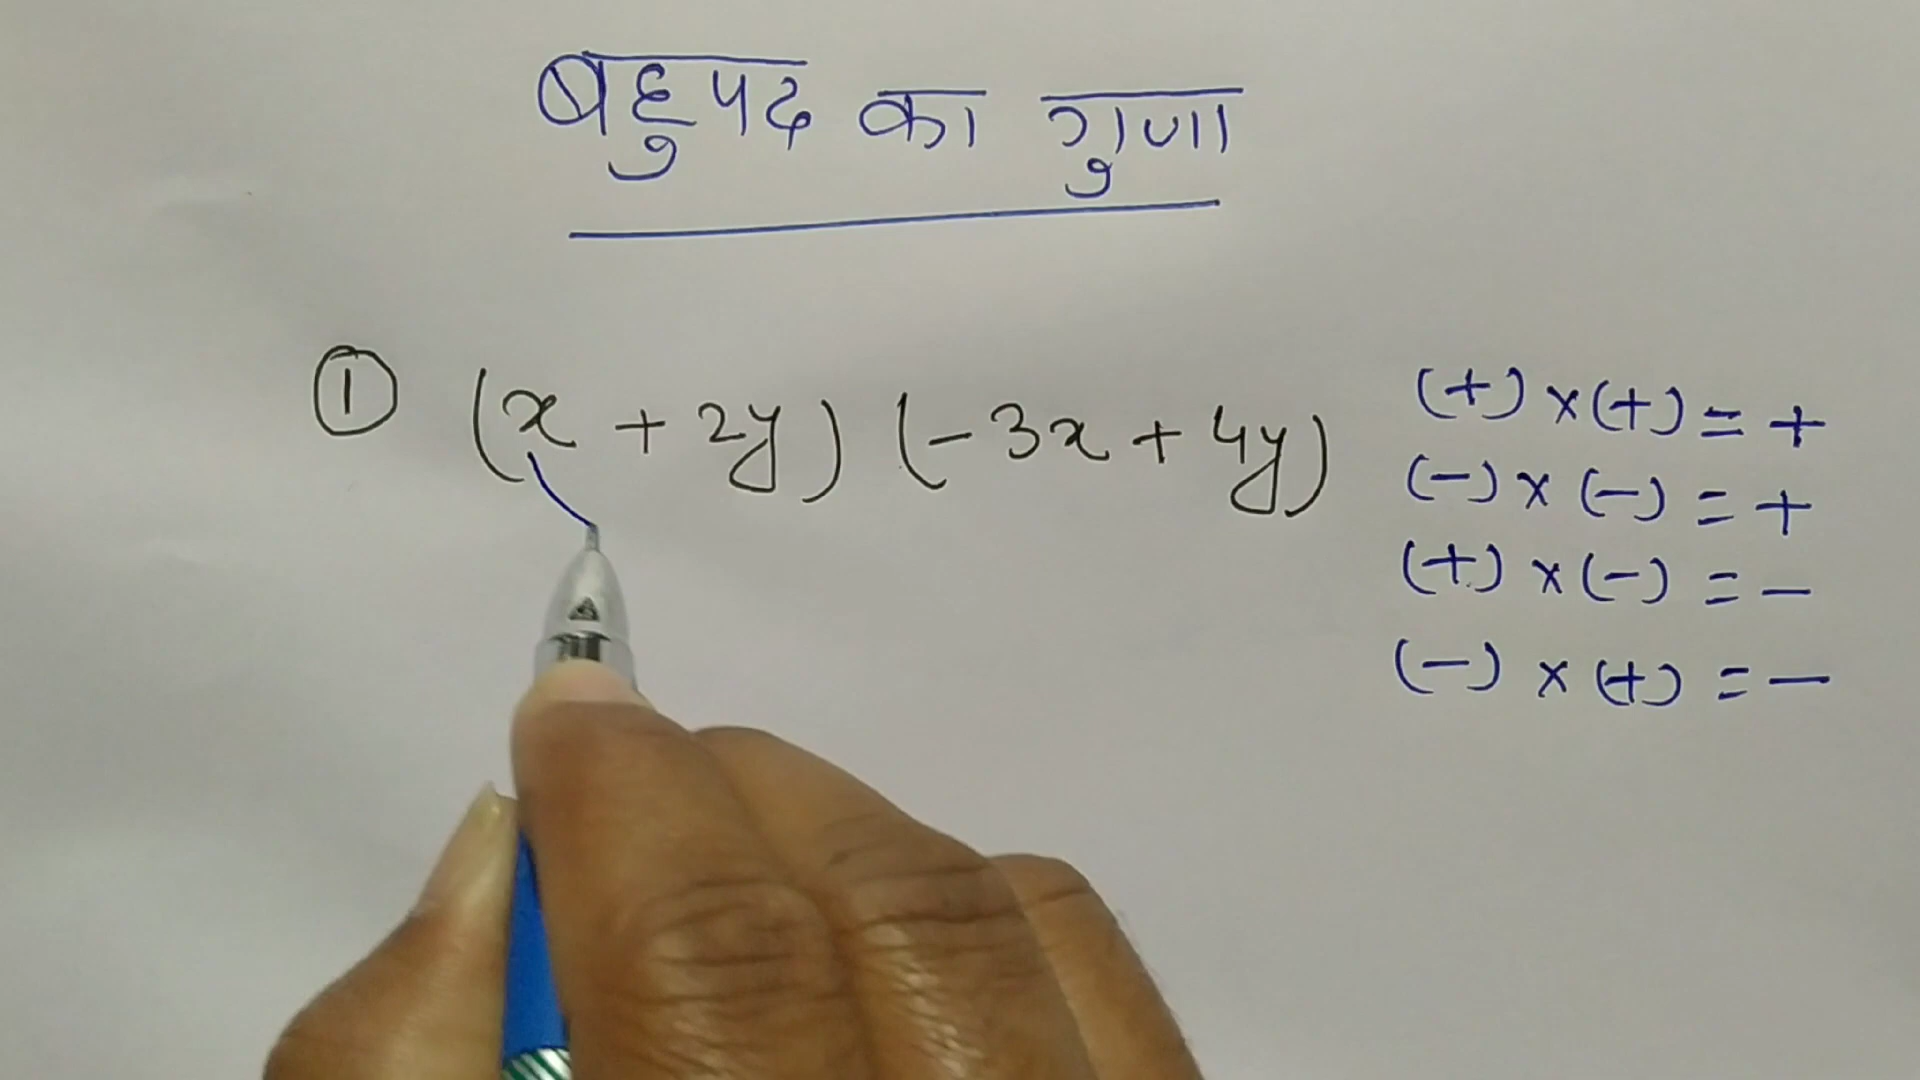 बहुपद का गुणा
① (x + 2y) (-3x + 4y)
(+) × (+) = +
(-) × (-) = +
(+) × (-) = -
(-) × (+) = -